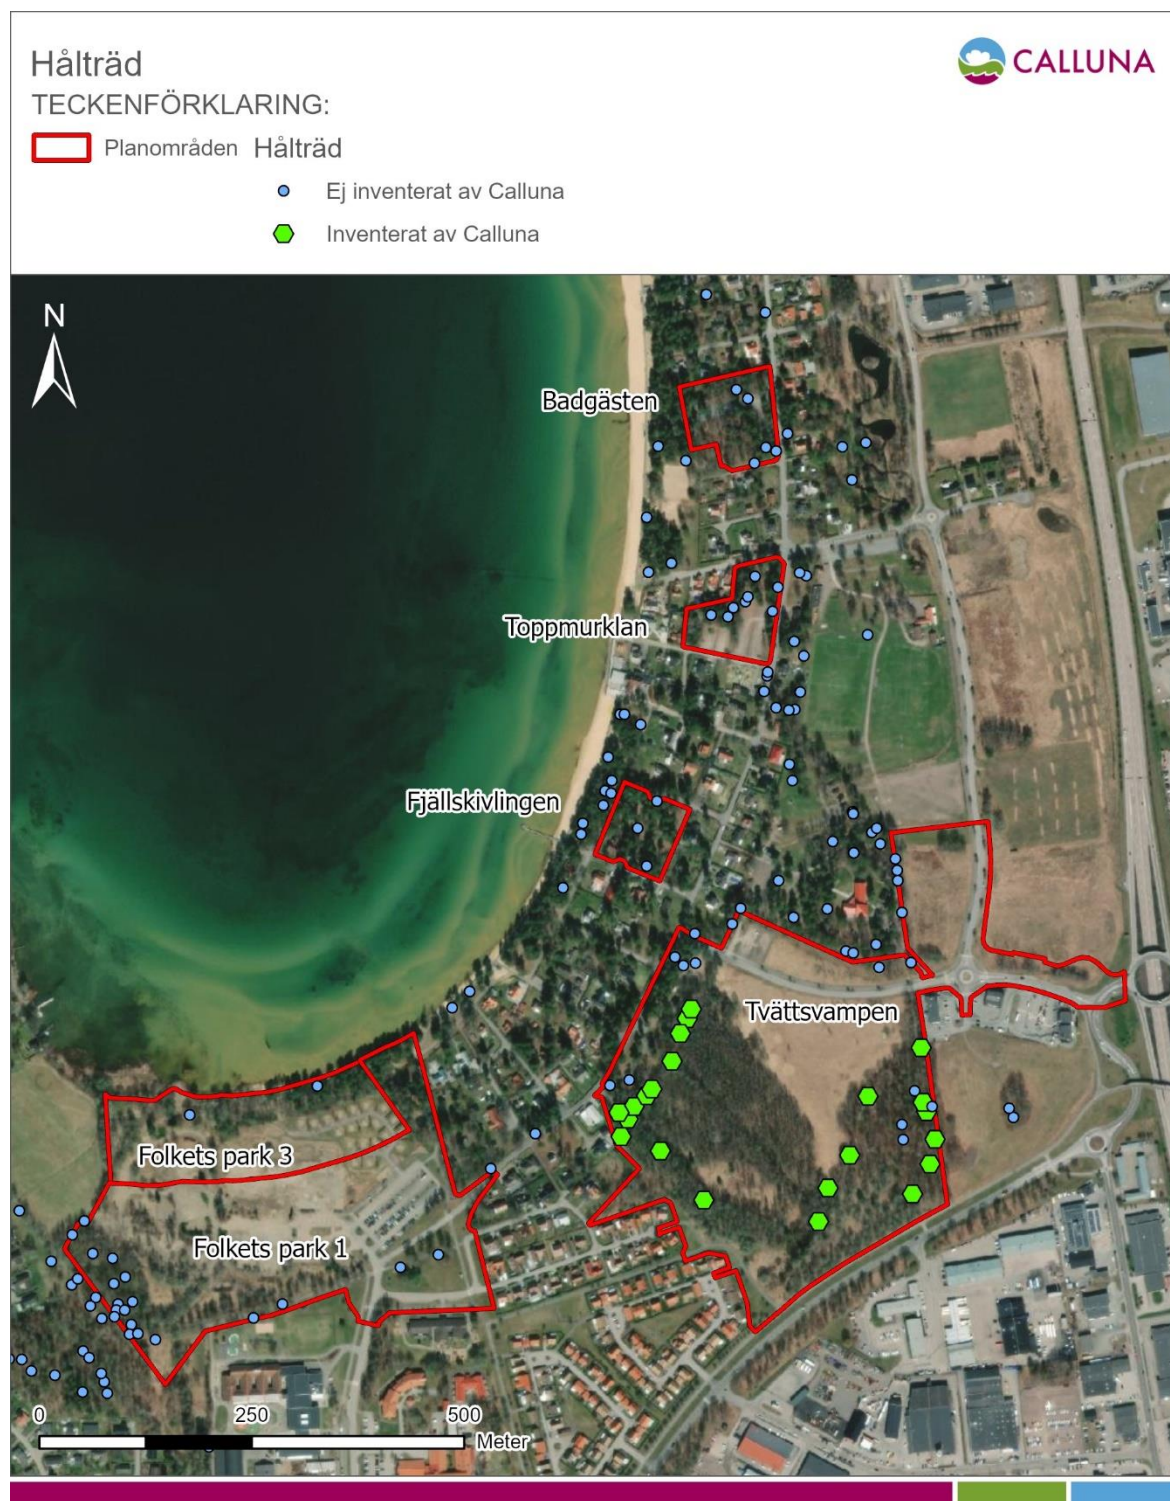 Hålträd
CALLUNA
TECKENFÖRKLARING:
Planområden Hålträd
Ej inventerat av Calluna
Inventerat av Calluna
N
Badgästen
Toppmurklan
Fjällskivlingen
Tvättsvampen
Folkets park 3
Folkets park 1
0 250 500
Meter